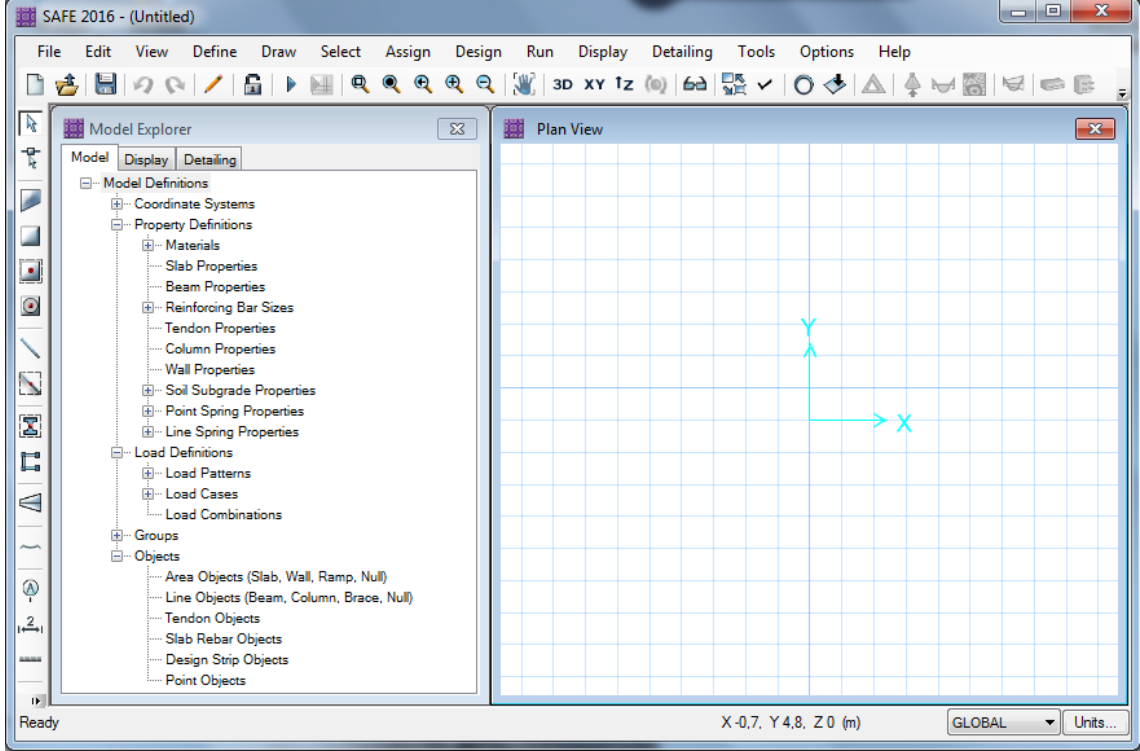 SAFE 2016 - (Untitled)
File Edit View Define Draw Select Assign Design Run Display Detailing Tools Options Help
3D XY 1Z
Model Explorer
Model Display Detailing
Model Definitions
Coordinate Systems
Property Definitions
Materials
Slab Properties
Beam Properties
Reinforcing Bar Sizes
Tendon Properties
Column Properties
Wall Properties
Soil Subgrade Properties
Point Spring Properties
Line Spring Properties
Load Definitions
Load Patterns
Load Cases
Load Combinations
Groups
Objects
Area Objects (Slab, Wall, Ramp, Null)
Line Objects (Beam, Column, Brace, Null)
Tendon Objects
Slab Rebar Objects
Design Strip Objects
Point Objects
A
2
Plan View
Y
X
Ready
X -0,7, Y 4,8, Z 0 (m)
GLOBAL
Units...